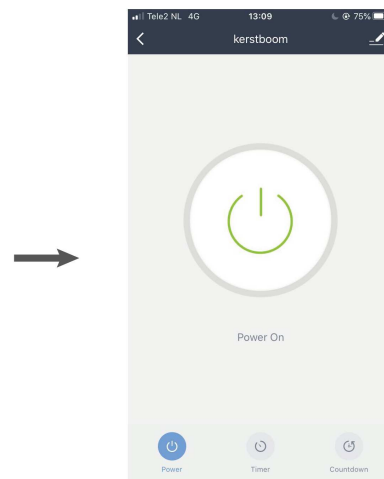 Tele2 NL 4G 13:09 75%
kerstboom
Power On
Power Timer Countdown